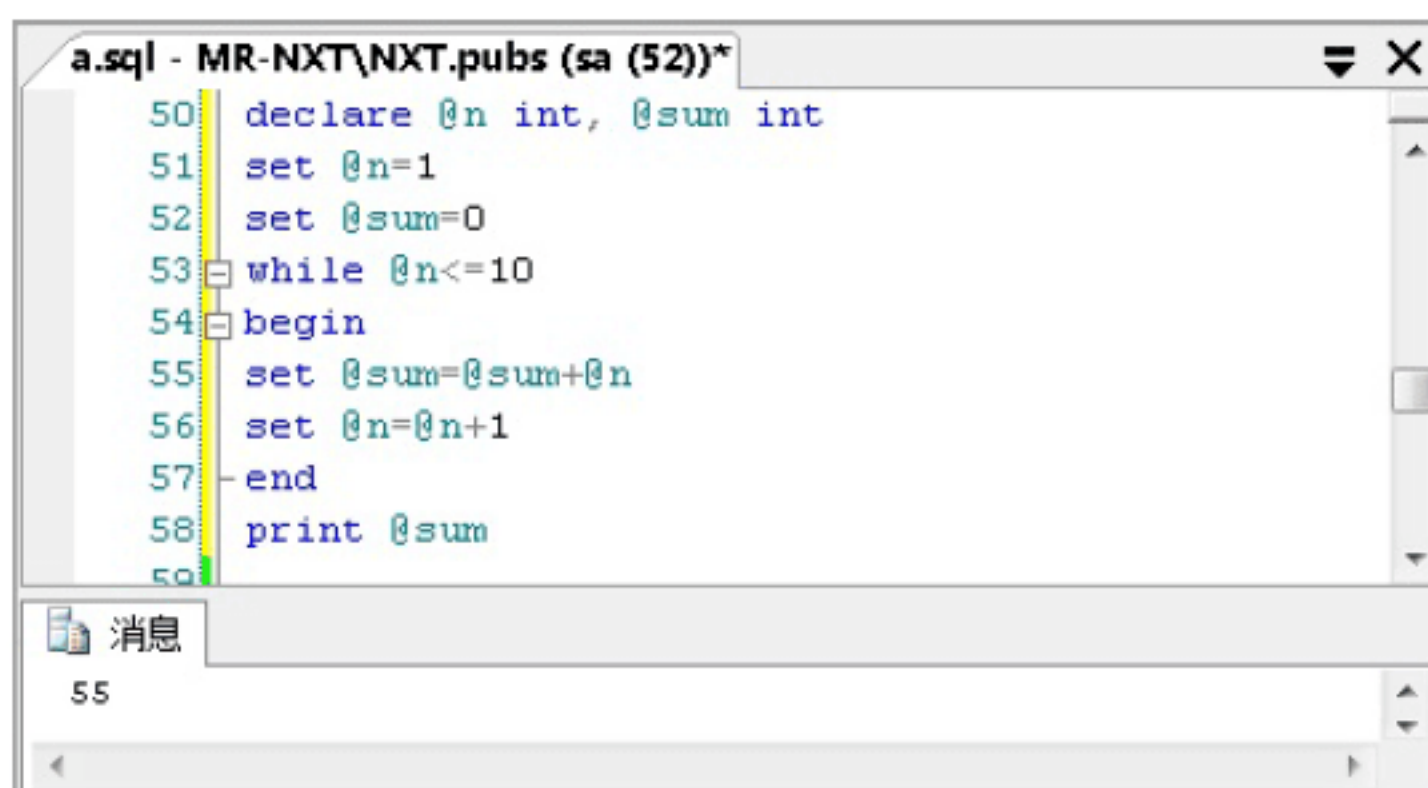 a.sql - MR-NXT\NXT.pubs (sa (52))*
50 declare @n int, @sum int
51 set @n=1
52 set @sum=0
53 while @n<=10
54 begin
55 set @sum=@sum+@n
56 set @n=@n+1
57 end
58 print @sum
59
消息
55